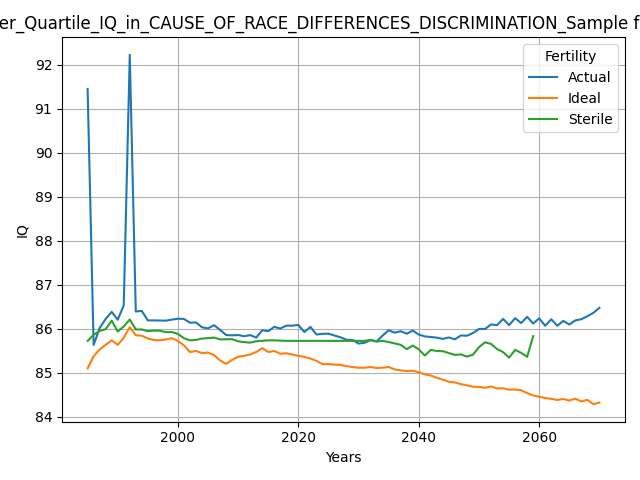 er_Quartile_IQ_in_CAUSE_OF_RACE_DIFFERENCES_DISCRIMINATION_Sample f
Fertility
Actual
Ideal
Sterile
92
91
90
89
88
87
86
85
84
IQ
2000
2020
2040
2060
Years